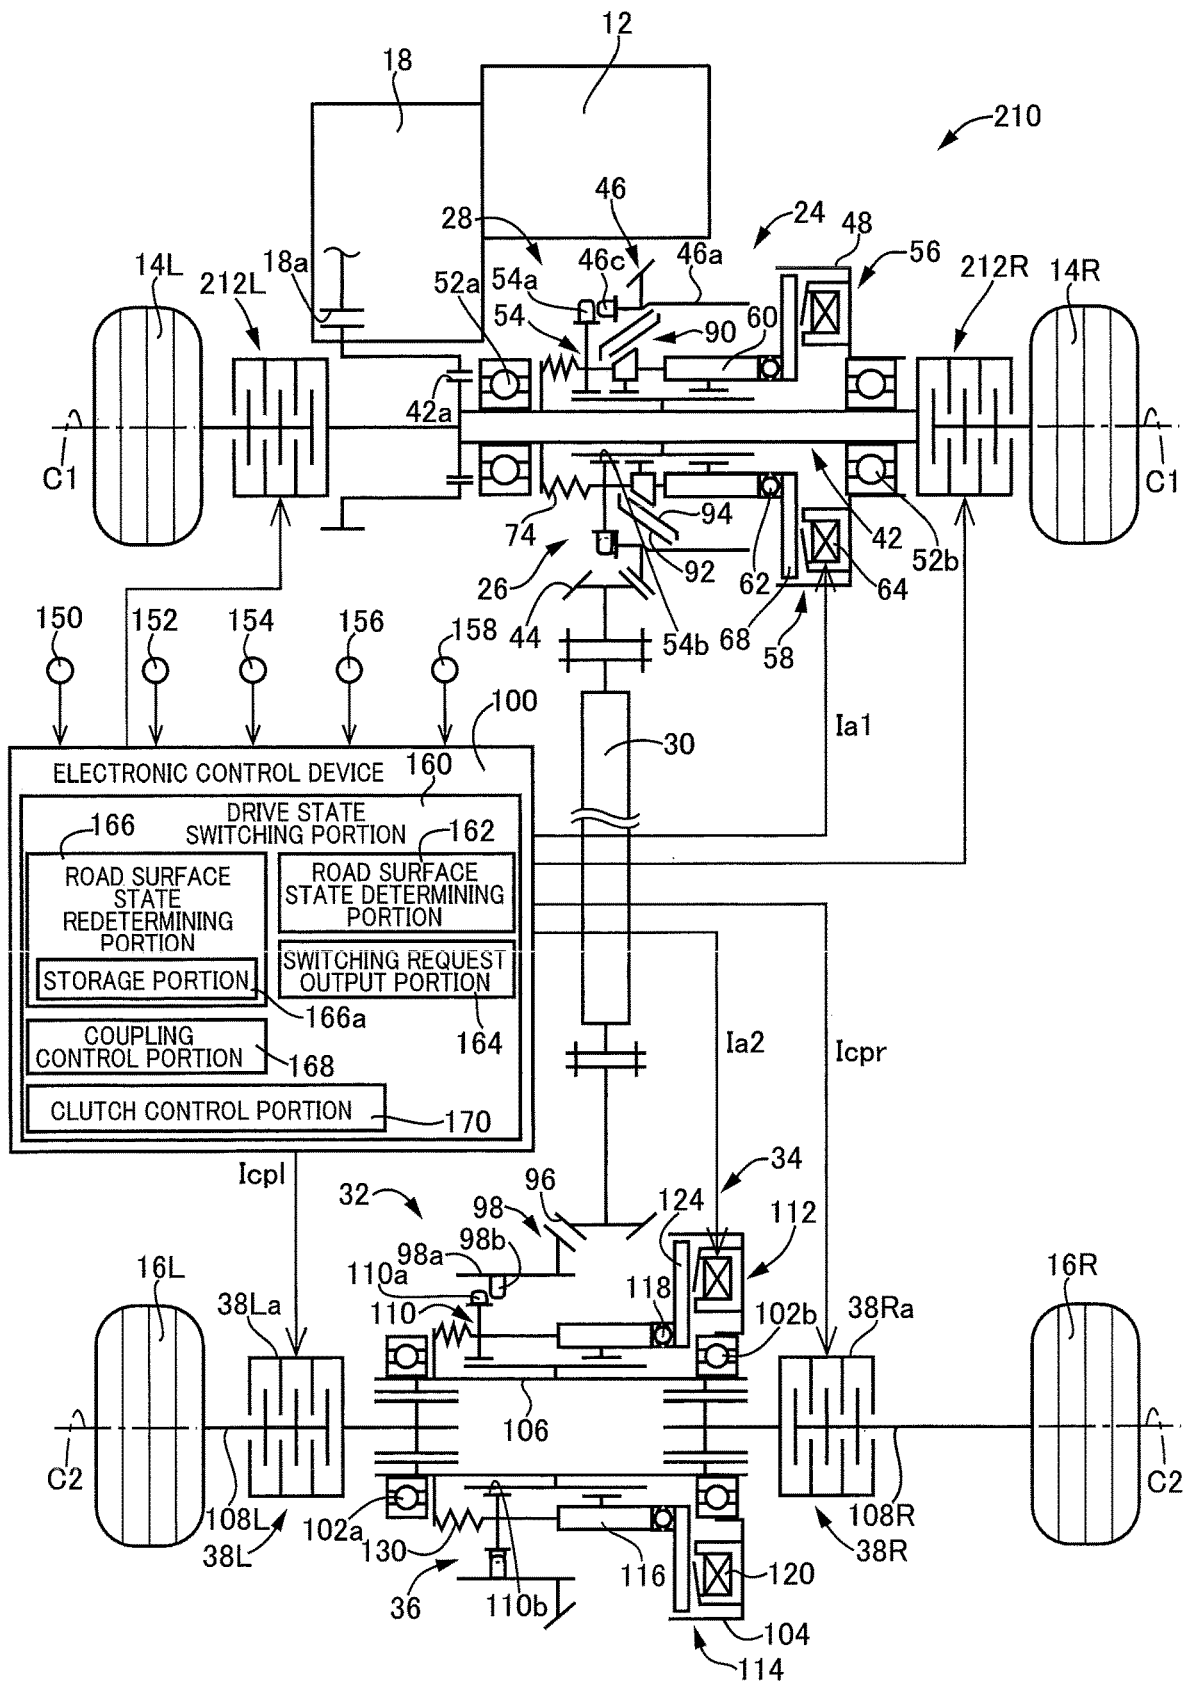 12
18
210
46
24
28
48
14L
18a
52a
54a
46c
46a
56
212L
212R
14R
54
90
60
42a
C1
C1
74
94
42
26
92
62
64
52b
44
54b
68
58
150
152
154
156
158
100
Ia1
30
ELECTRONIC CONTROL DEVICE
160
DRIVE STATE
SWITCHING PORTION
166
162
ROAD SURFACE
STATE
REDETERMINING
PORTION
ROAD SURFACE
STATE DETERMINING
PORTION
STORAGE PORTION
SWITCHING REQUEST
OUTPUT PORTION
166a
164
COUPLING
CONTROL PORTION
168
Ia2
Icpr
CLUTCH CONTROL PORTION
170
Icpl
34
32
96
98
124
112
98a
98b
16L
110a
16R
38La
110
118
102b
38Ra
106
C2
C2
108L
102a
108R
38L
130
116
38R
120
36
110b
104
114